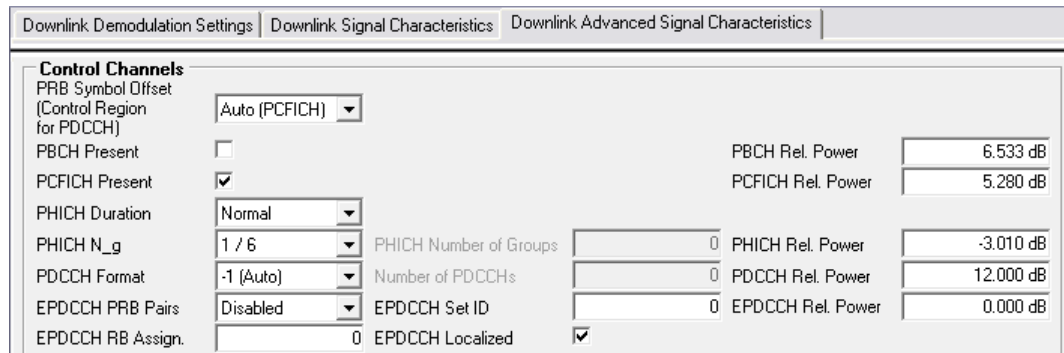 Downlink Demodulation Settings Downlink Signal Characteristics Downlink Advanced Signal Characteristics
Control Channels
PRB Symbol Offset
(Control Region
for PDCCH)
Auto (PCFICH)
PBCH Present PBCH Rel. Power 6.533 dB
PCFICH Present PCFICH Rel. Power 5.280 dB
PHICH Duration Normal
PHICH N_g 1 / 6 PHICH Number of Groups 0 PHICH Rel. Power -3.010 dB
PDCCH Format -1 (Auto) Number of PDCCHs 0 PDCCH Rel. Power 12.000 dB
EPDCCH PRB Pairs Disabled EPDCCH Set ID 0 EPDCCH Rel. Power 0.000 dB
EPDCCH RB Assign. 0 EPDCCH Localized